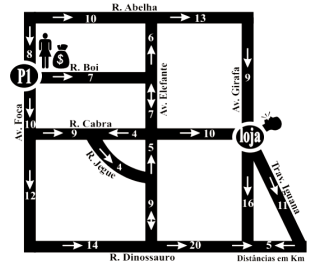 R. Abelha
10 13
8 6
$
R. Boi
P1 7
Av. Elefante
Av. Girafa
9
Av. Foca
10 7
R. Cabra
9 4 10 loja
R. Jegue
4 5
Trav. Iguana
12 9 16 11
14 20 5
R. Dinossauro Distâncias em Km